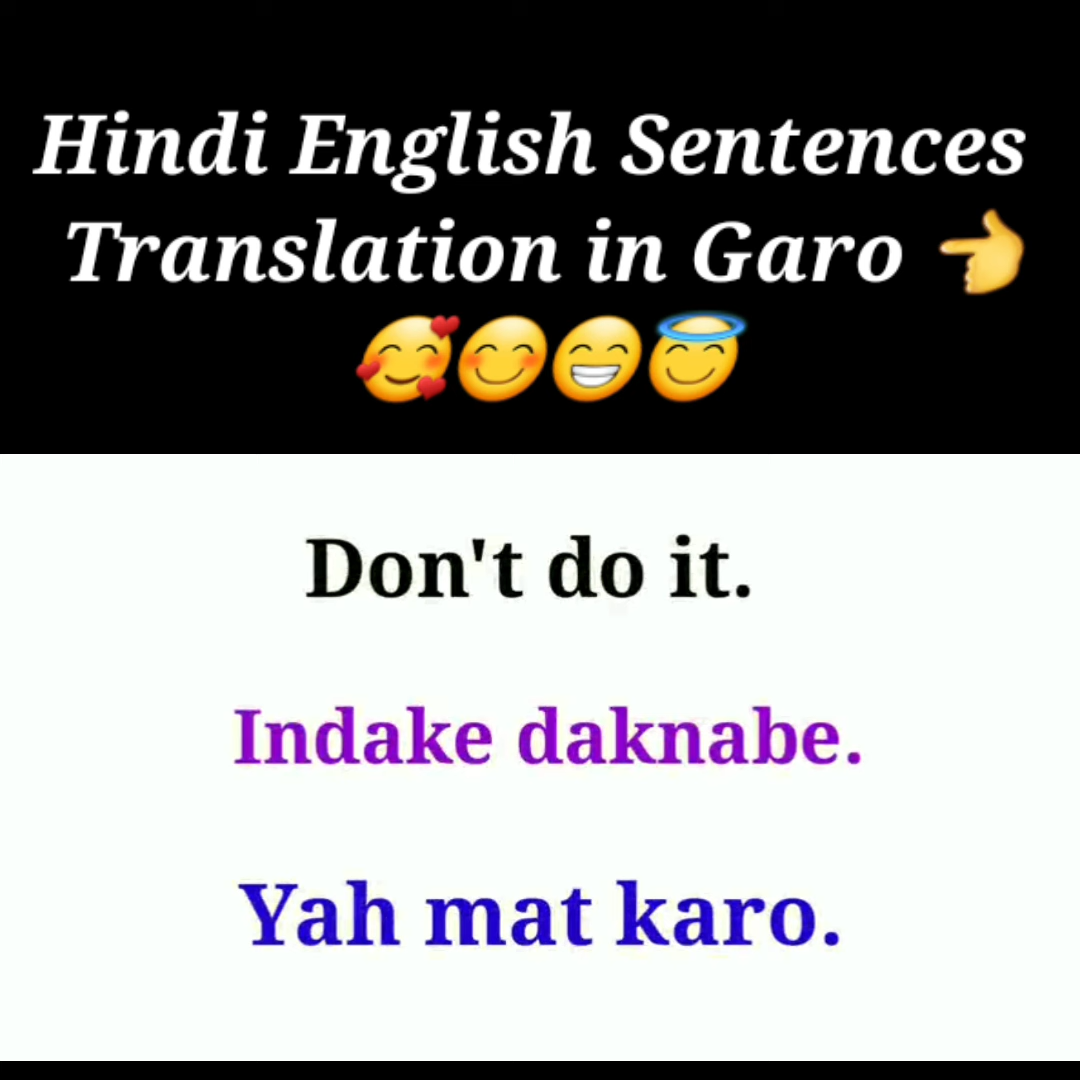 Hindi English Sentences
Translation in Garo 👈
🥰😊😁😇
Don't do it.
Indake daknabe.
Yah mat karo.